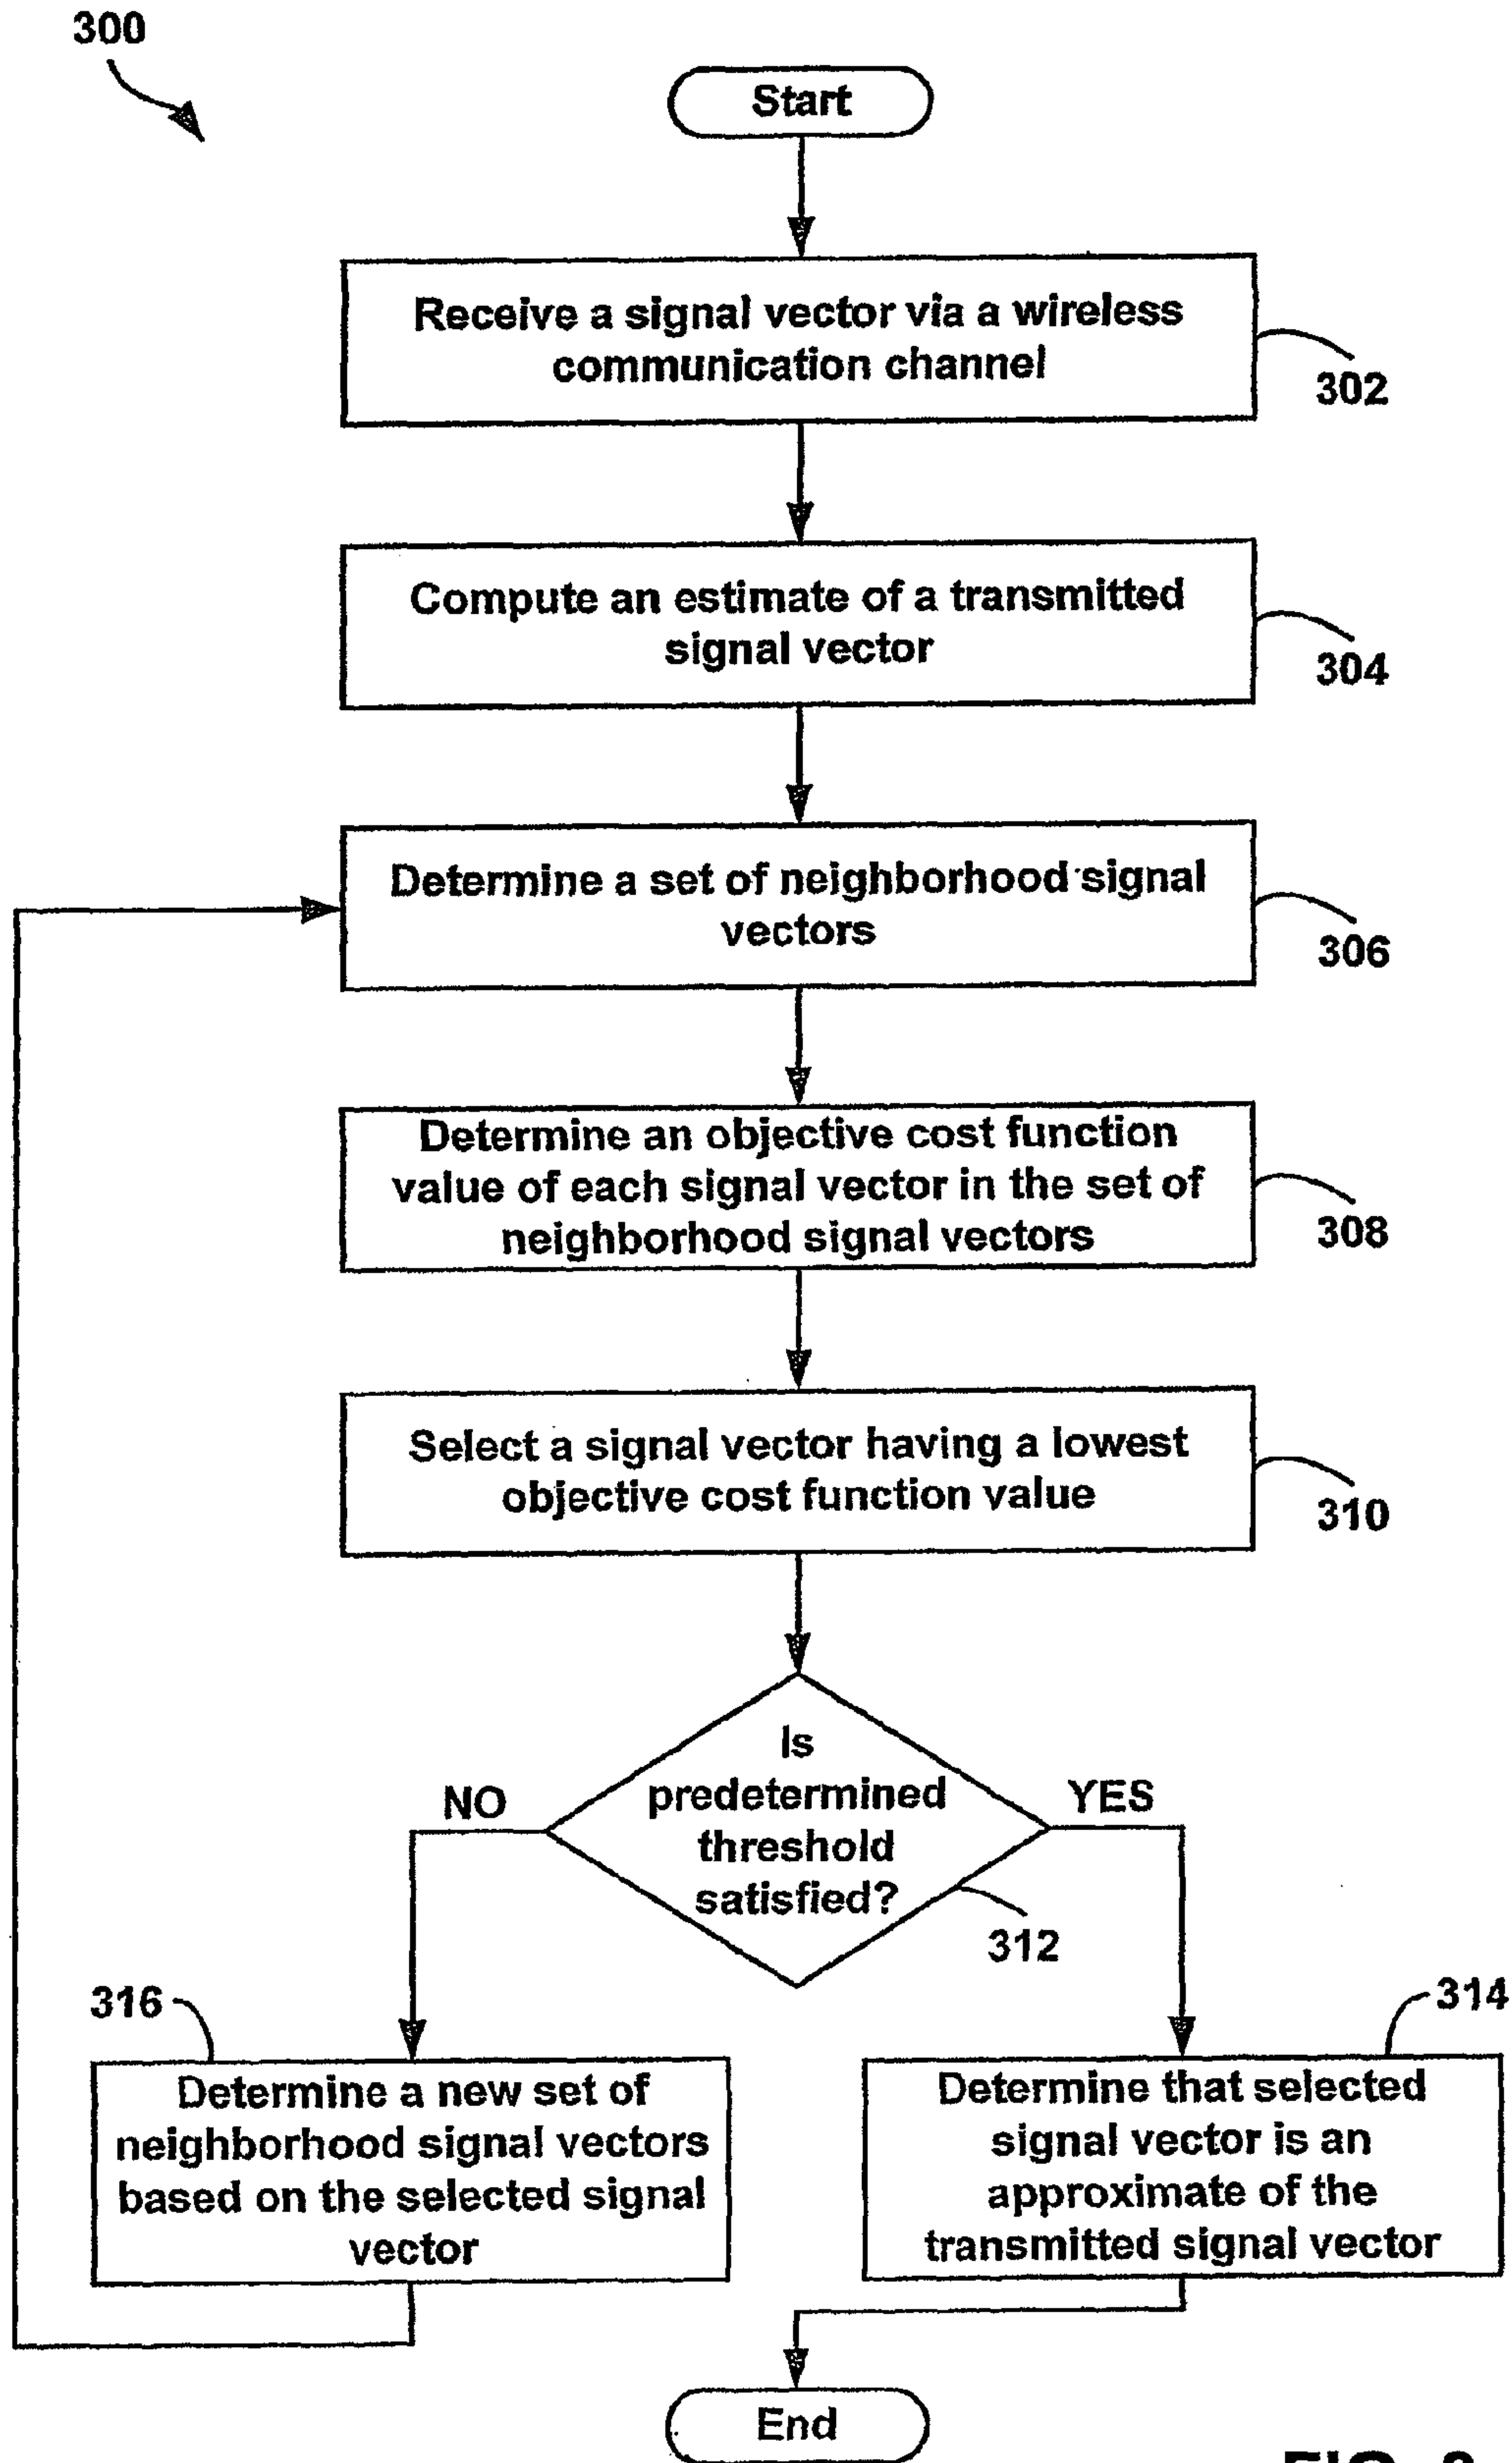 300
Start
Receive a signal vector via a wireless
communication channel
302
Compute an estimate of a transmitted
signal vector
304
Determine a set of neighborhood signal
vectors
306
Determine an objective cost function
value of each signal vector in the set of
neighborhood signal vectors
308
Select a signal vector having a lowest
objective cost function value
310
Is
predetermined
threshold
satisfied?
NO
YES
312
316
314
Determine a new set of
neighborhood signal vectors
based on the selected signal
vector
Determine that selected
signal vector is an
approximate of the
transmitted signal vector
End